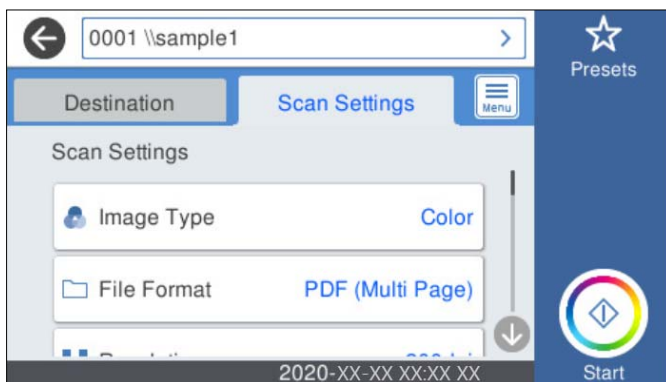 0001 \\sample1
Presets
Destination
Scan Settings
Menu
Scan Settings
Image Type Color
File Format PDF (Multi Page)
2020-XX-XX XX:XX XX
Start